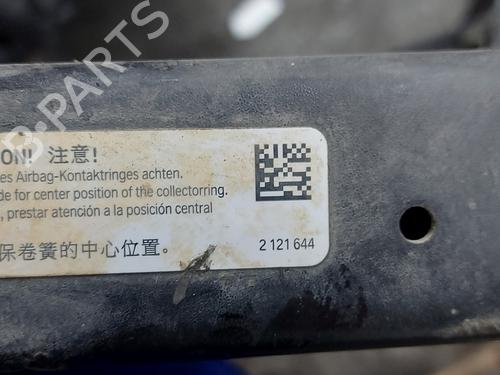 B-PARTS
ON! 注意!
es Airbag-Kontaktringes achten.
de for center position of the collectorring.
, prestar atención a la posición central
保卷簧的中心位置。
2 121 644